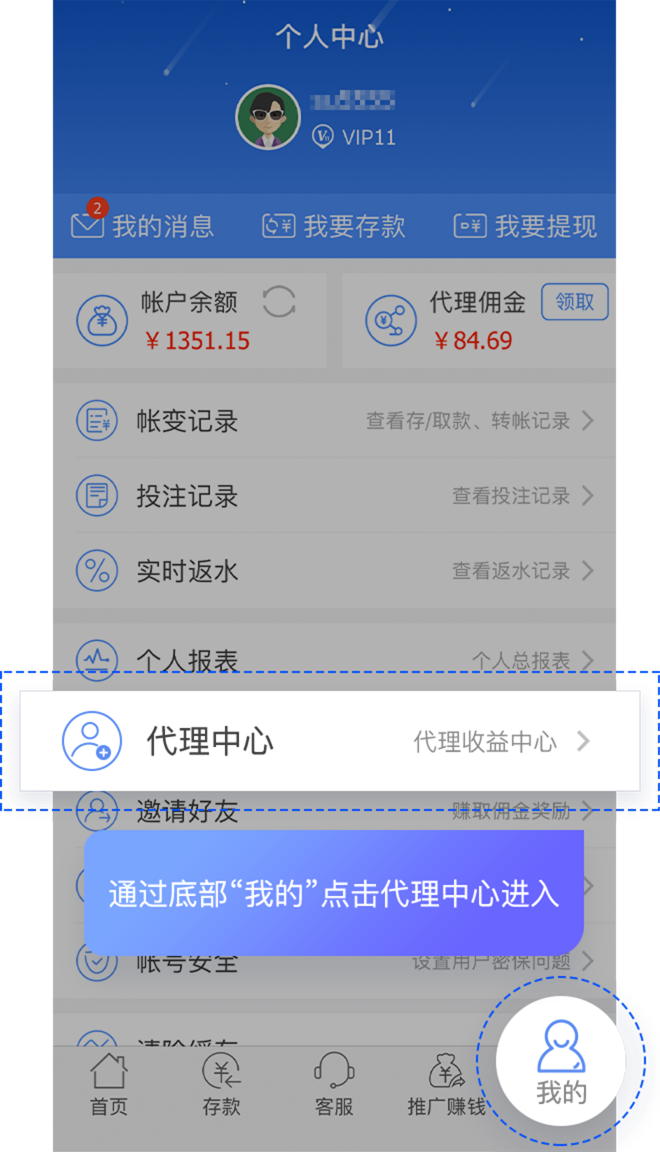 个人中心
VIP11
2
我的消息 我要存款 我要提现
帐户余额 代理佣金 领取
￥1351.15 ￥84.69
帐变记录 查看存/取款、转帐记录
投注记录 查看投注记录
实时返水 查看返水记录
个人报表 个人总报表
代理中心 代理收益中心
邀请好友 赚取佣金奖励
通过底部“我的”点击代理中心进入
帐号安全 设置用户密保问题
清除缓存
首页 存款 客服 推广赚钱 我的